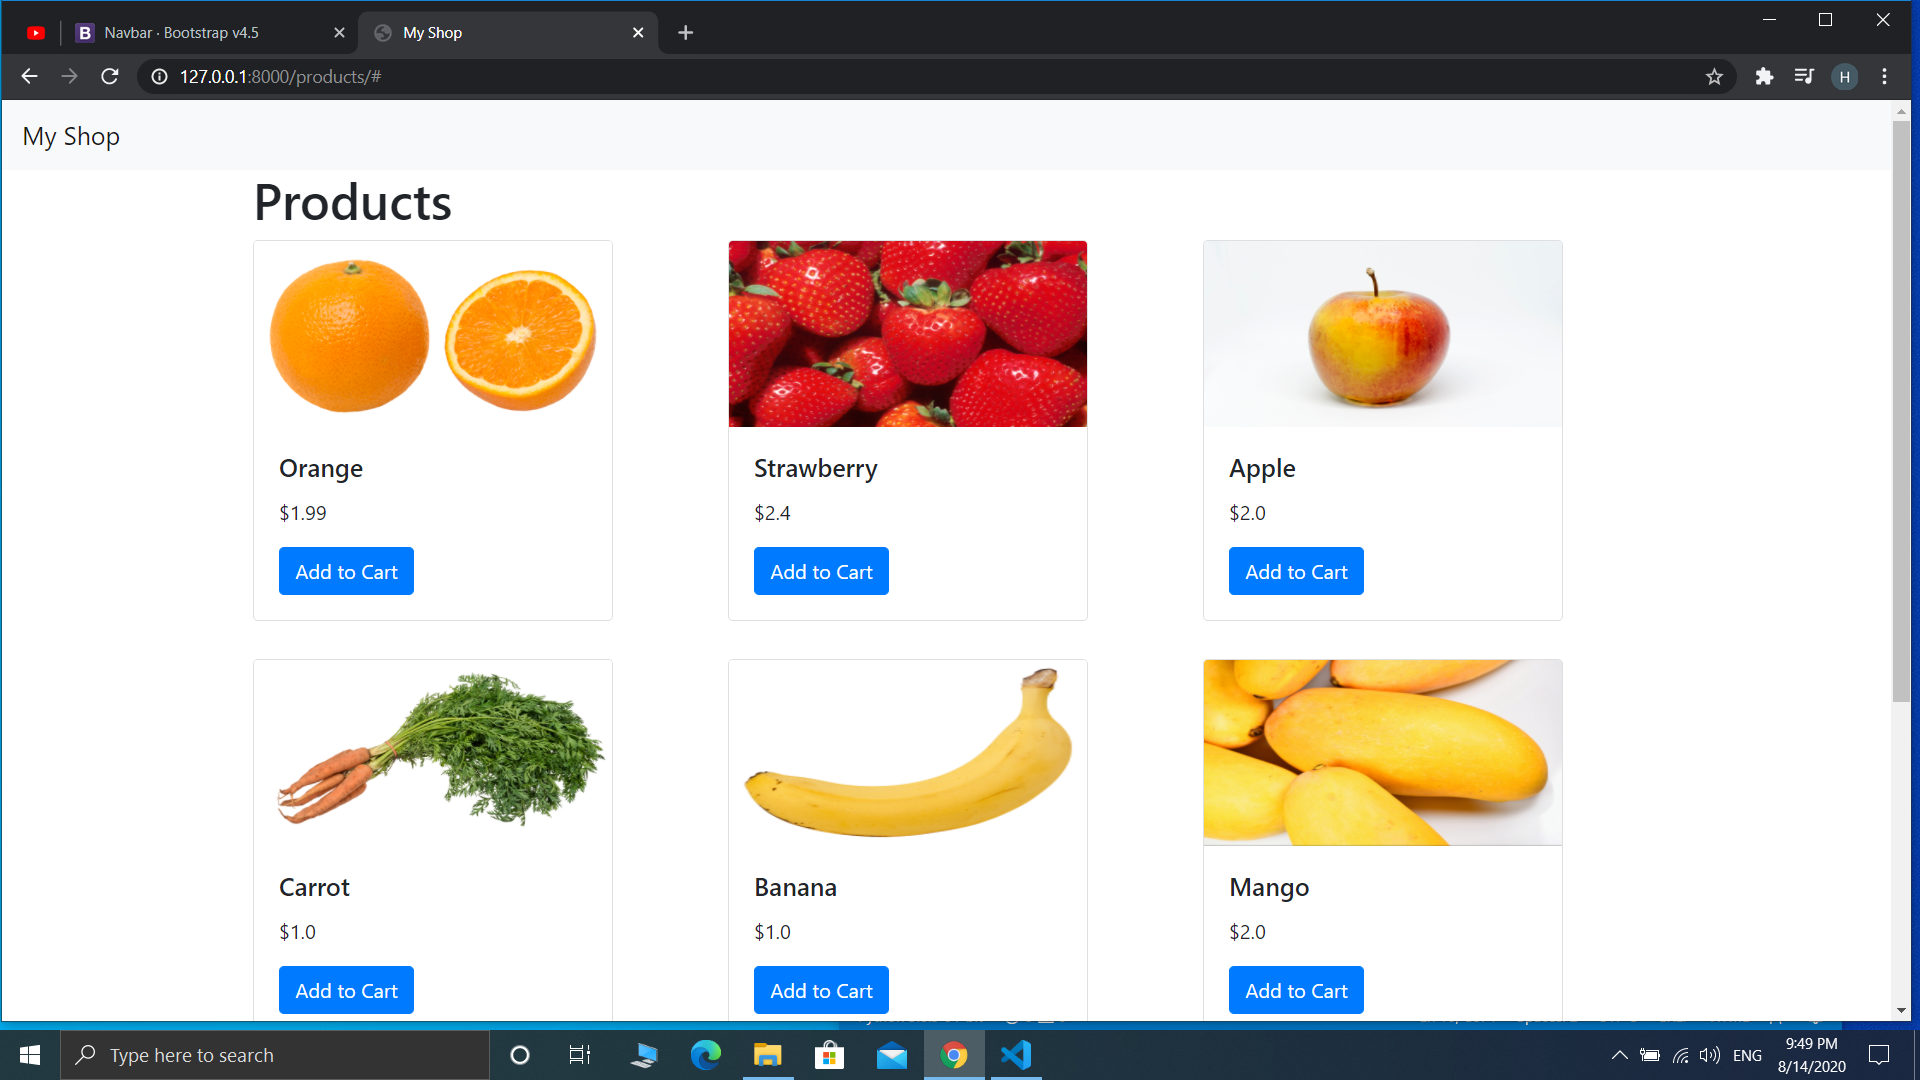 Navbar · Bootstrap v4.5
My Shop
127.0.0.1:8000/products/#
H
My Shop
Products
Orange
$1.99
Add to Cart
Strawberry
$2.4
Add to Cart
Apple
$2.0
Add to Cart
Carrot
$1.0
Add to Cart
Banana
$1.0
Add to Cart
Mango
$2.0
Add to Cart
Type here to search
ENG
9:49 PM
8/14/2020